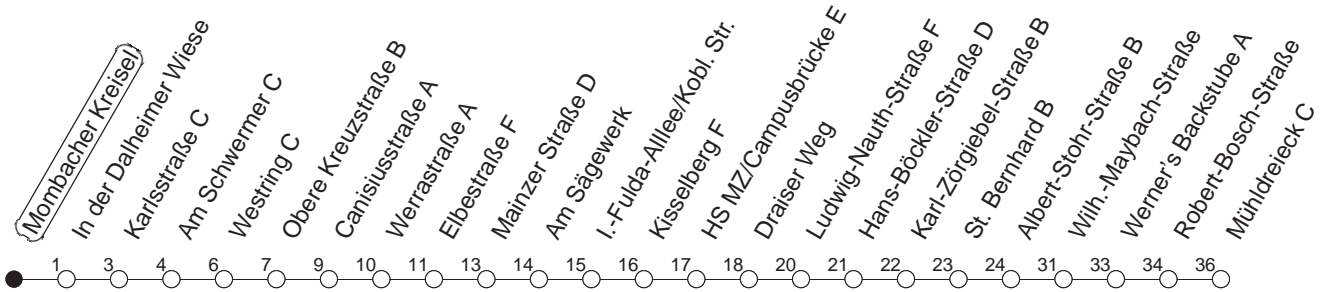 Mombacher Kreisell
In der Dalheimer Wiese
Karlsstraße C
Am Schwermer C
Westring C
Obere Kreuzstraße B
Canisiusstraße A
Werrastraße A
Elbestraße F
Mainzer Straße D
Am Sägewerk
I.-Fulda-Alllee/Kobl. Str.
Kisselberg F
HS MZ/Campusbrücke E
Draiser Weg
Ludwig-Nauth-Straße F
Hans-Böckler-Straße D
Karl-Zörgiebel-Straße B
St. Bernhard B
Albert-Stohr-Straße B
Wilh.-Maybach-Straße
Werner's Backstube A
Robert-Bosch-Straße
Mühldreieck C
1 3 4 6 7 9 10 11 13 14 15 16 17 18 20 21 22 23 24 31 33 34 36